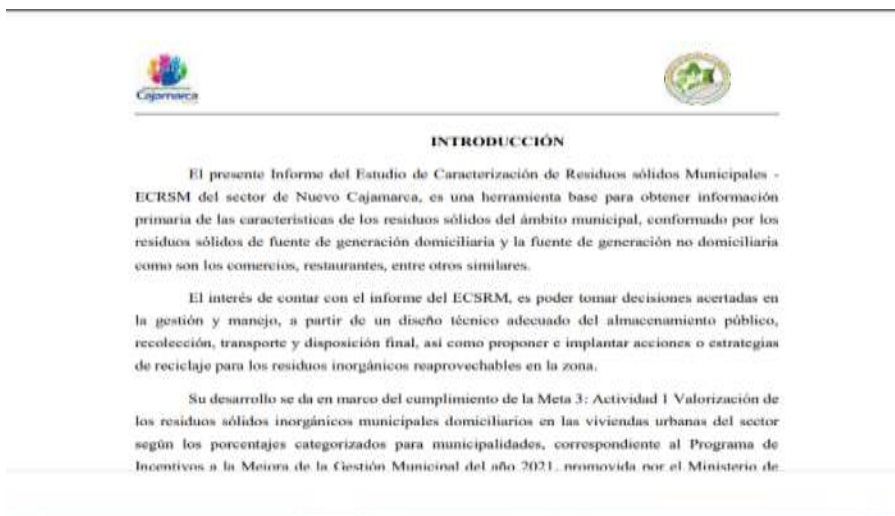 Cajamarca
INTRODUCCIÓN
El presente Informe del Estudio de Caracterización de Residuos sólidos Municipales -
ECRSM del sector de Nuevo Cajamarca, es una herramienta base para obtener información
primaria de las características de los residuos sólidos del ámbito municipal, conformado por los
residuos sólidos de fuente de generación domiciliaria y la fuente de generación no domiciliaria
como son los comercios, restaurantes, entre otros similares.
El interés de contar con el informe del ECSRM, es poder tomar decisiones acertadas en
la gestión y manejo, a partir de un diseño técnico adecuado del almacenamiento público,
recolección, transporte y disposición final, así como proponer e implantar acciones o estrategias
de reciclaje para los residuos inorgánicos reaprovechables en la zona.
Su desarrollo se da en marco del cumplimiento de la Meta 3: Actividad 1 Valorización de
los residuos sólidos inorgánicos municipales domiciliarios en las viviendas urbanas del sector
según los porcentajes categorizados para municipalidades, correspondiente al Programa de
Incentivos a la Mejora de la Gestión Municipal del año 2021, promovida por el Ministerio de